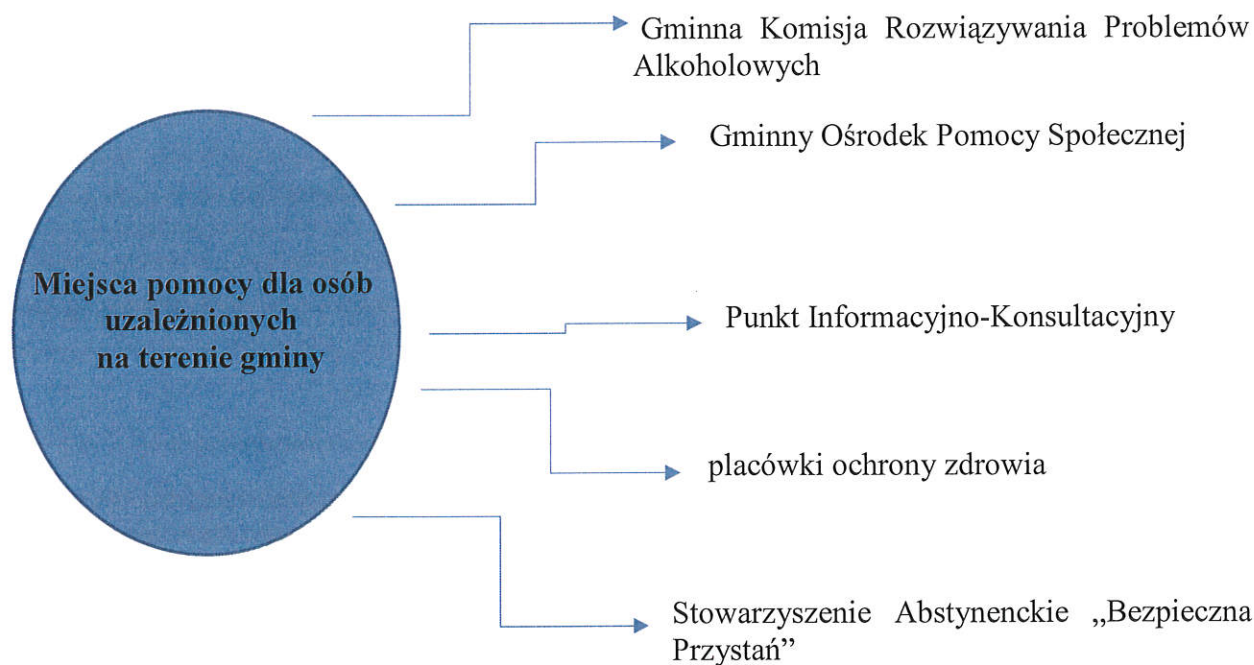 Gminna Komisja Rozwiązywania Problemów
Alkoholowych
Gminny Ośrodek Pomocy Społecznej
Miejsca pomocy dla osób
uzależnionych
na terenie gminy
Punkt Informacyjno-Konsultacyjny
placówki ochrony zdrowia
Stowarzyszenie Abstynenckie „Bezpieczna
Przystań”